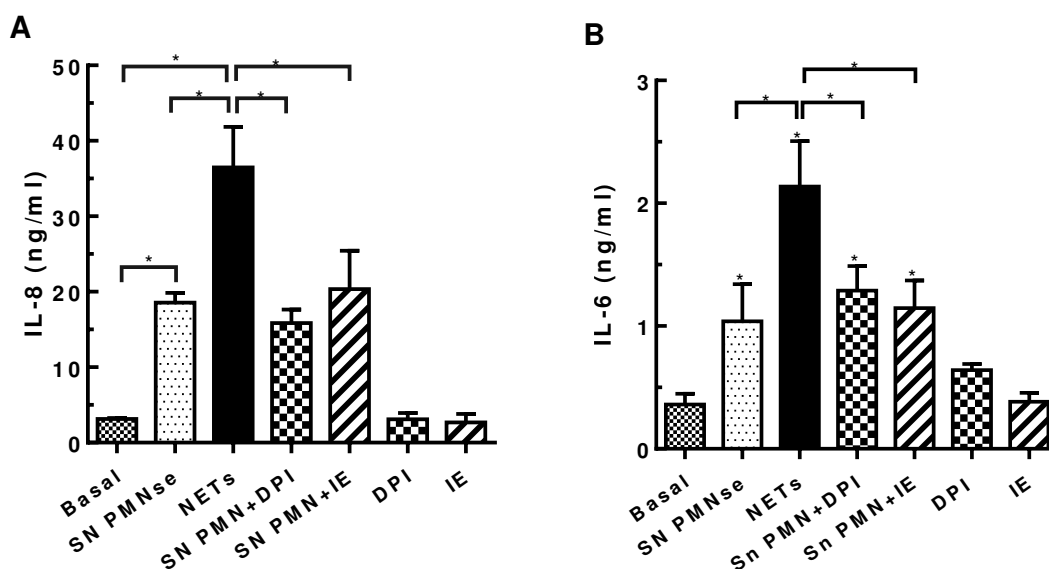 A
IL-8 (ng/ml)
50
40
30
20
10
0
*
*
*
*
*
Basal
SN PMNse
NETs
SN PMN+DPI
SN PMN+IE
DPI
IE
B
IL-6 (ng/ml)
3
2
1
0
*
*
*
*
*
*
*
Basal
SN PMNse
NETs
Sn PMN+DPI
Sn PMN+IE
DPI
IE